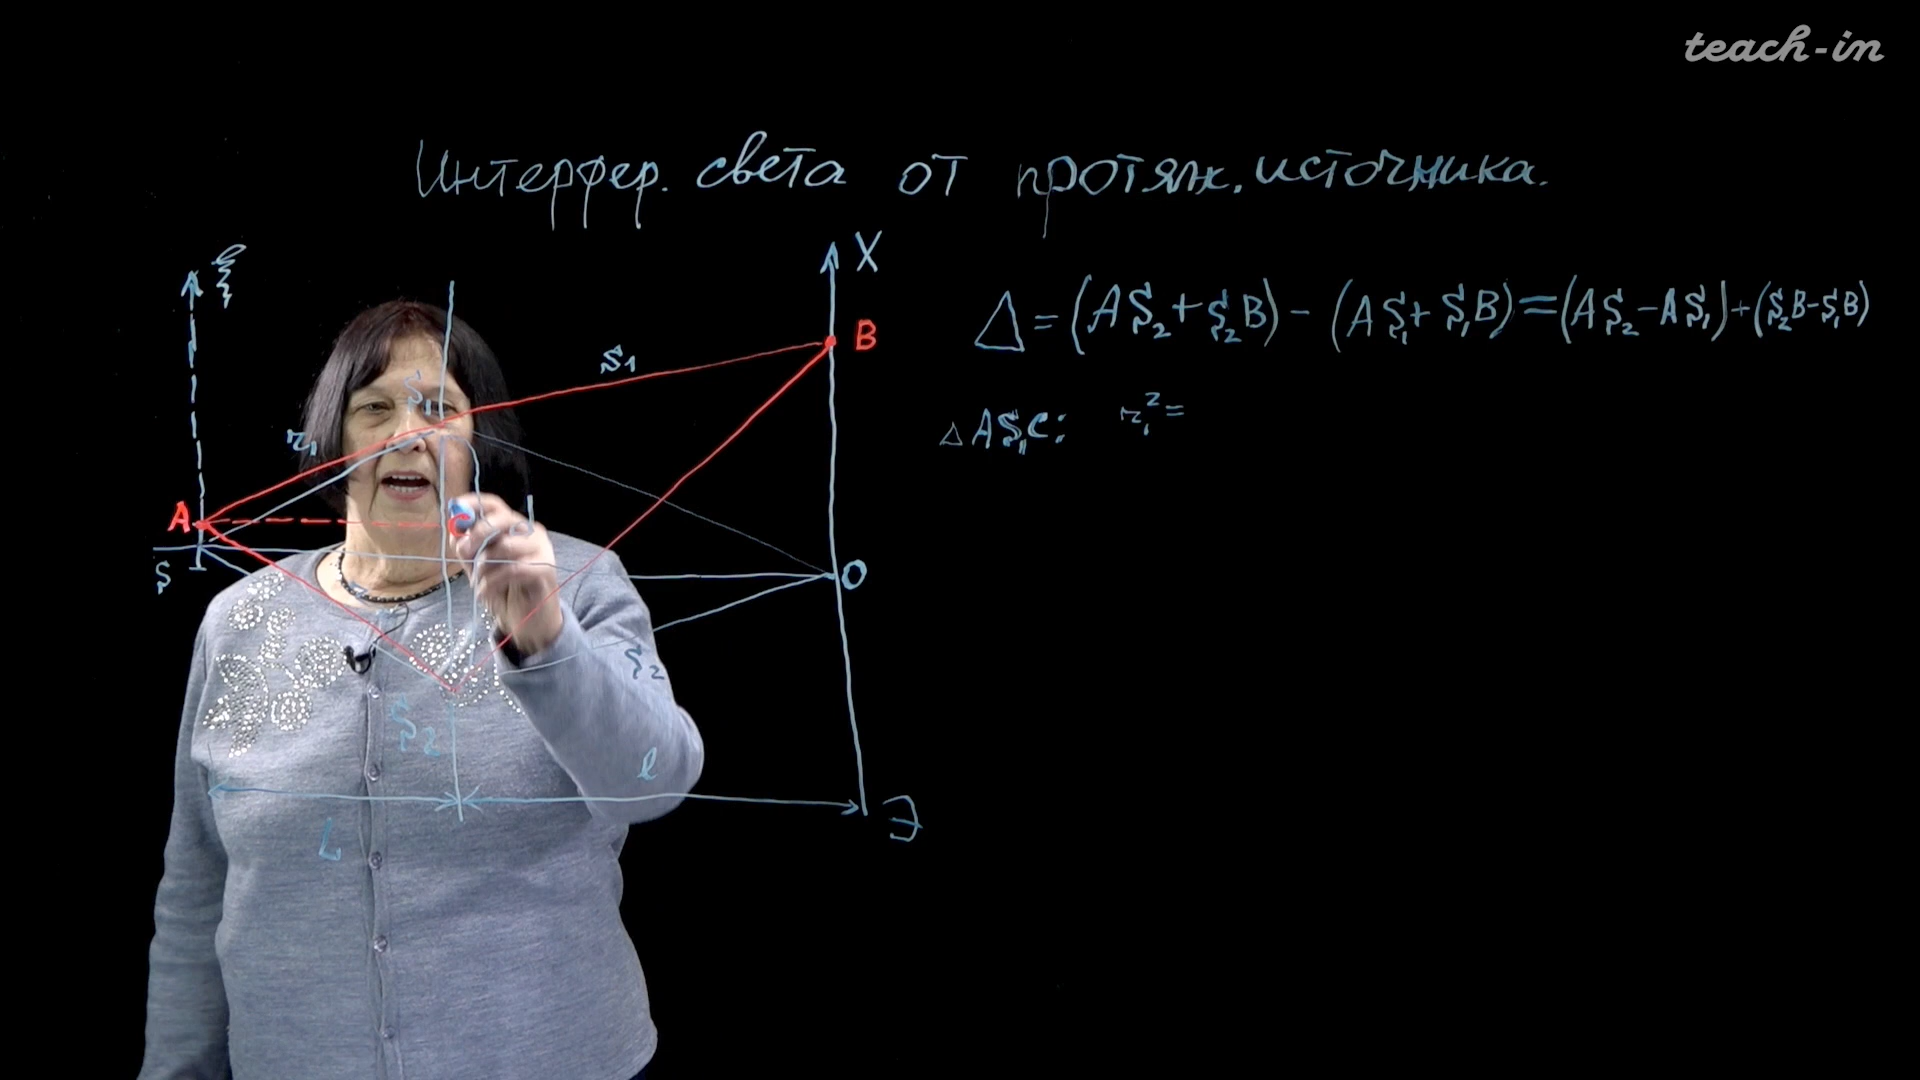 teach-in
Интерфер. света от протяж. источника.
ξ
X
Δ = (AS₂ + S₂B) - (AS₁ + S₁B) = (AS₂ - AS₁) + (S₂B - S₁B)
B
S₁
S₁
r₁
△AS₁C: r₁² =
A
C
d
S
O
S₂
S₂
l
L
Э